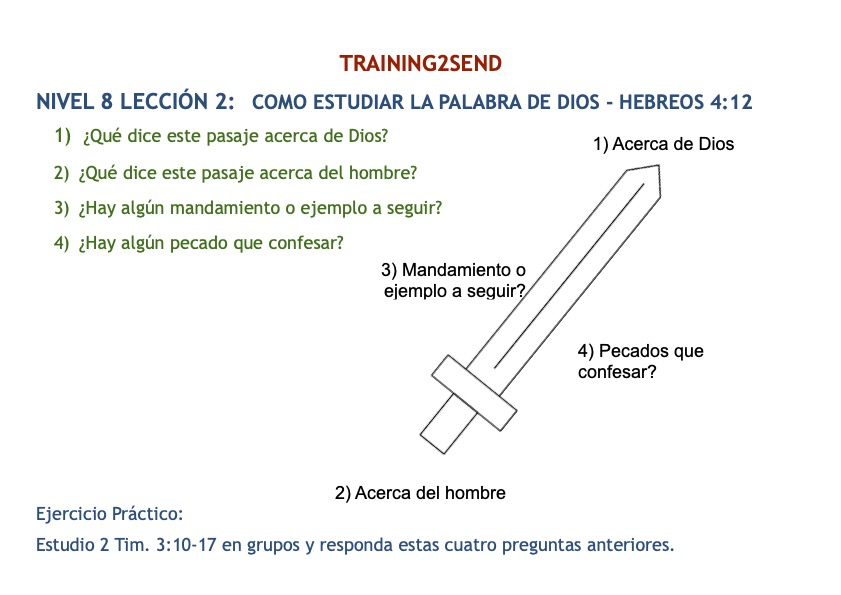 TRAINING2SEND
NIVEL 8 LECCIÓN 2: COMO ESTUDIAR LA PALABRA DE DIOS - HEBREOS 4:12
1) ¿Qué dice este pasaje acerca de Dios?
2) ¿Qué dice este pasaje acerca del hombre?
3) ¿Hay algún mandamiento o ejemplo a seguir?
4) ¿Hay algún pecado que confesar?
1) Acerca de Dios
3) Mandamiento o
ejemplo a seguir?
4) Pecados que
confesar?
2) Acerca del hombre
Ejercicio Práctico:
Estudio 2 Tim. 3:10-17 en grupos y responda estas cuatro preguntas anteriores.